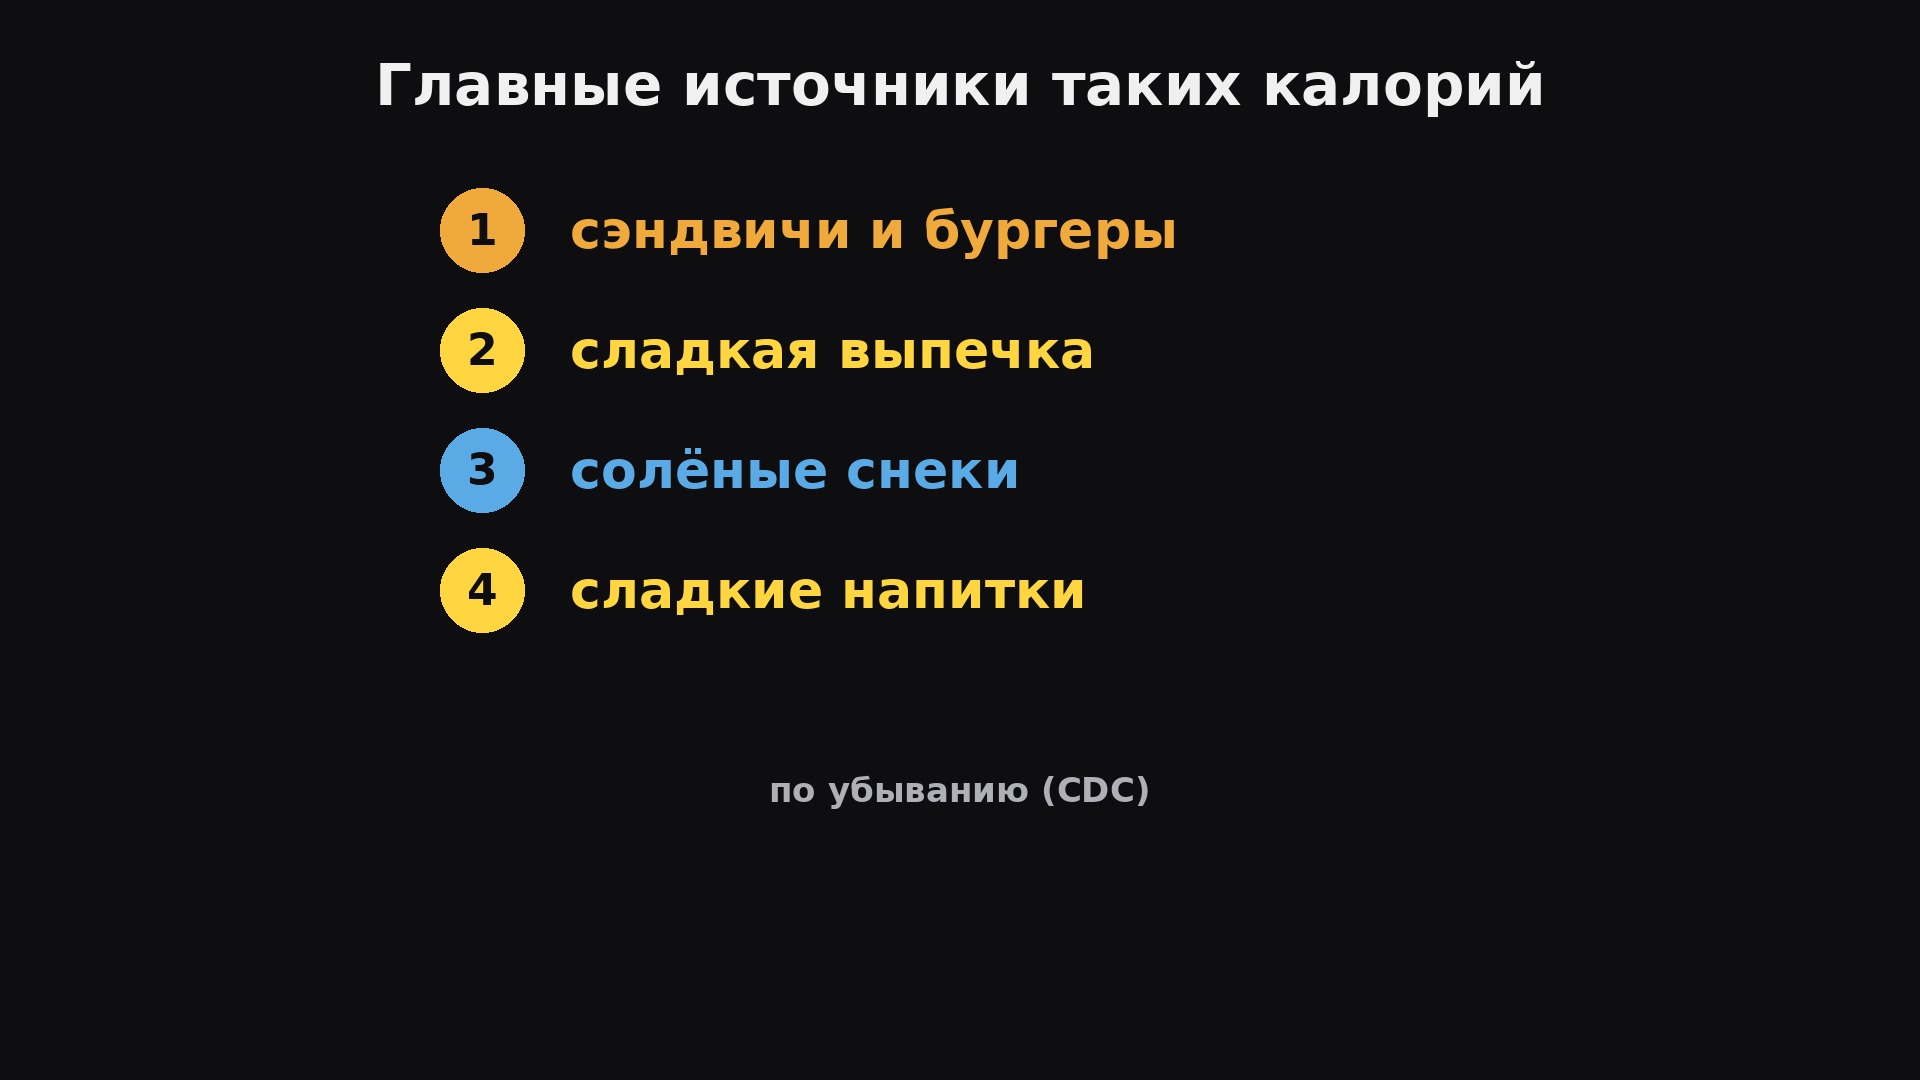 Главные источники таких калорий
1 сэндвичи и бургеры
2 сладкая выпечка
3 солёные снеки
4 сладкие напитки
по убыванию (CDC)